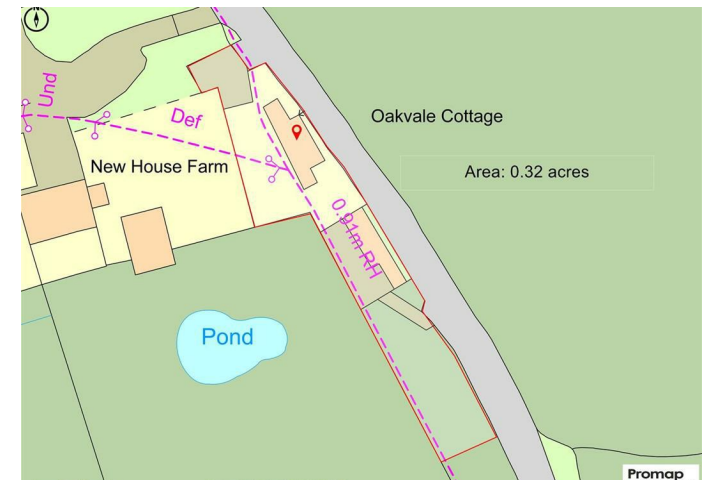 Und
Def
Oakvale Cottage
New House Farm
Area: 0.32 acres
0.91m RH
Pond
Promap